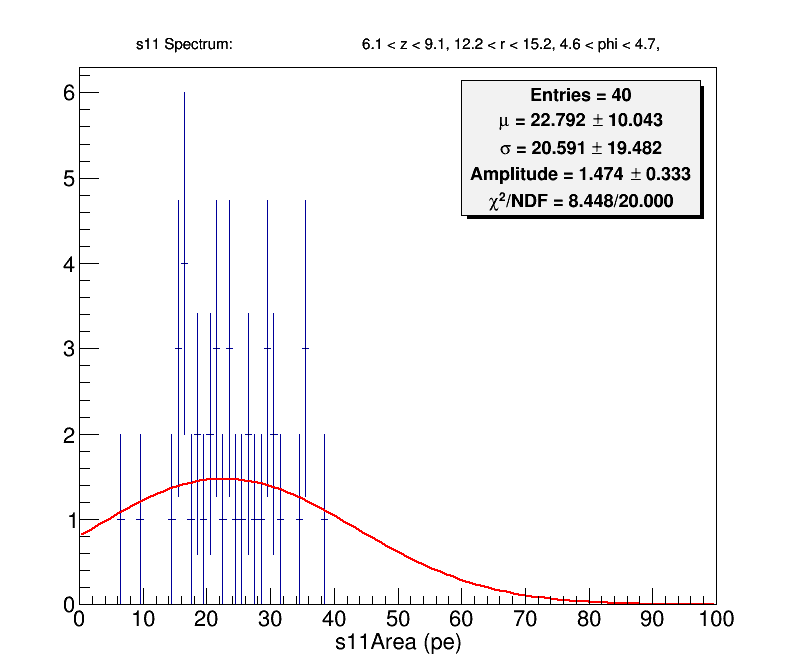 s11 Spectrum: 6.1 < z < 9.1, 12.2 < r < 15.2, 4.6 < phi < 4.7,
Entries = 40
μ = 22.792 ± 10.043
σ = 20.591 ± 19.482
Amplitude = 1.474 ± 0.333
χ²/NDF = 8.448/20.000
6
5
4
3
2
1
0
0 10 20 30 40 50 60 70 80 90 100
s11Area (pe)